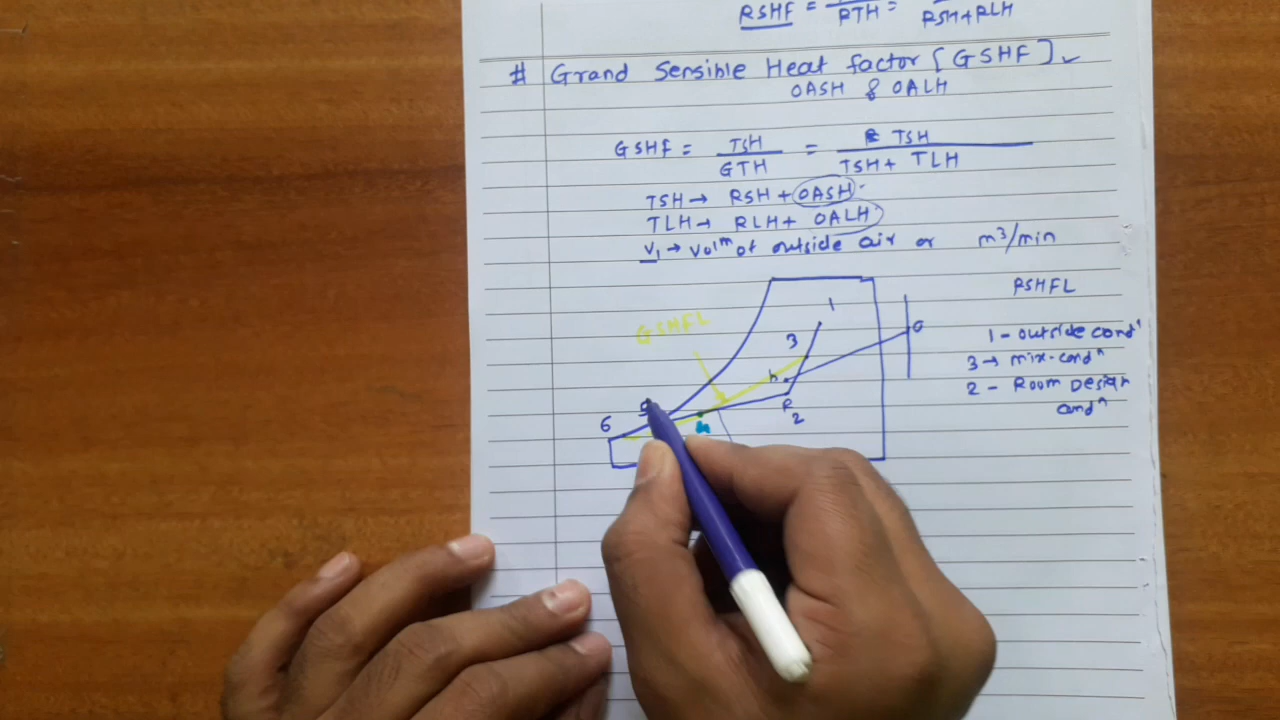 RSHF = 
RTH =
RSH+RLH
# Grand Sensible Heat factor [GSHF]
OASH & OALH
GSHF = TSH = TSH
GTH TSH + TLH
TSH → RSH + OASH
TLH → RLH + OALH
V1 → volm of outside air or m3/min
RSHFL
1
GSHFL
3
a
1 - outside condn
3 → mix-condn
h
2 - Room Design condn
R
2
5
6
4